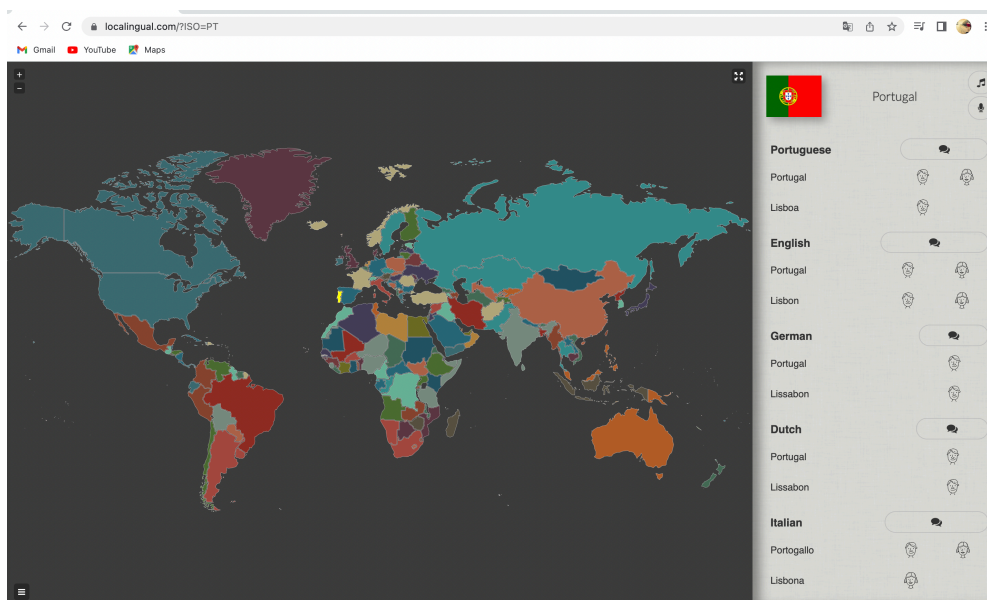 localingual.com/?ISO=PT
Gmail YouTube Maps
+
−
Portugal
Portuguese
Portugal
Lisboa
English
Portugal
Lisbon
German
Portugal
Lissabon
Dutch
Portugal
Lissabon
Italian
Portogallo
Lisbona